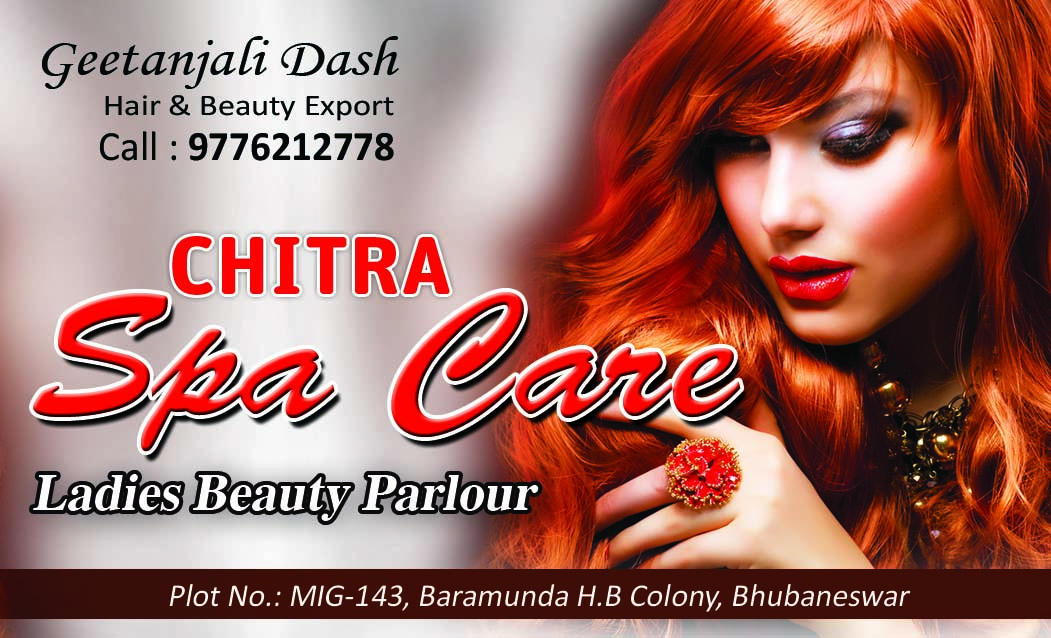 Geetanjali Dash
Hair & Beauty Export
Call : 9776212778
CHITRA
Spa Care
Ladies Beauty Parlour
Plot No.: MIG-143, Baramunda H.B Colony, Bhubaneswar